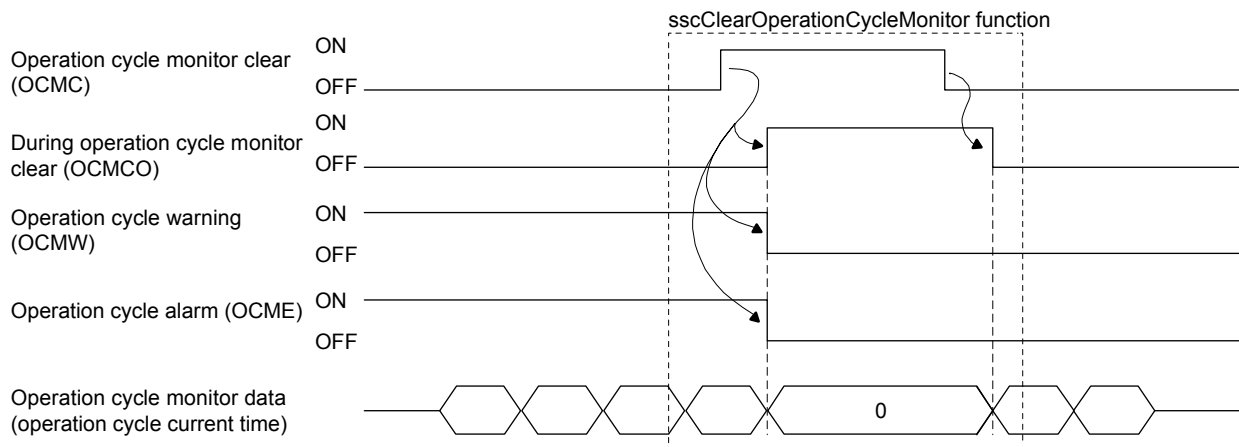 sscClearOperationCycleMonitor function
Operation cycle monitor clear
(OCMC)
ON
OFF
During operation cycle monitor
clear (OCMCO)
ON
OFF
Operation cycle warning
(OCMW)
ON
OFF
Operation cycle alarm (OCME)
ON
OFF
Operation cycle monitor data
(operation cycle current time)
0